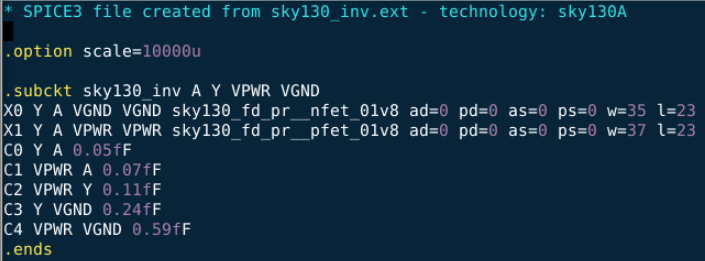 * SPICE3 file created from sky130_inv.ext - technology: sky130A
.option scale=10000u
.subckt sky130_inv A Y VPWR VGND
X0 Y A VGND VGND sky130_fd_pr__nfet_01v8 ad=0 pd=0 as=0 ps=0 w=35 l=23
X1 Y A VPWR VPWR sky130_fd_pr__pfet_01v8 ad=0 pd=0 as=0 ps=0 w=37 l=23
C0 Y A 0.05fF
C1 VPWR A 0.07fF
C2 VPWR Y 0.11fF
C3 Y VGND 0.24fF
C4 VPWR VGND 0.59fF
.ends